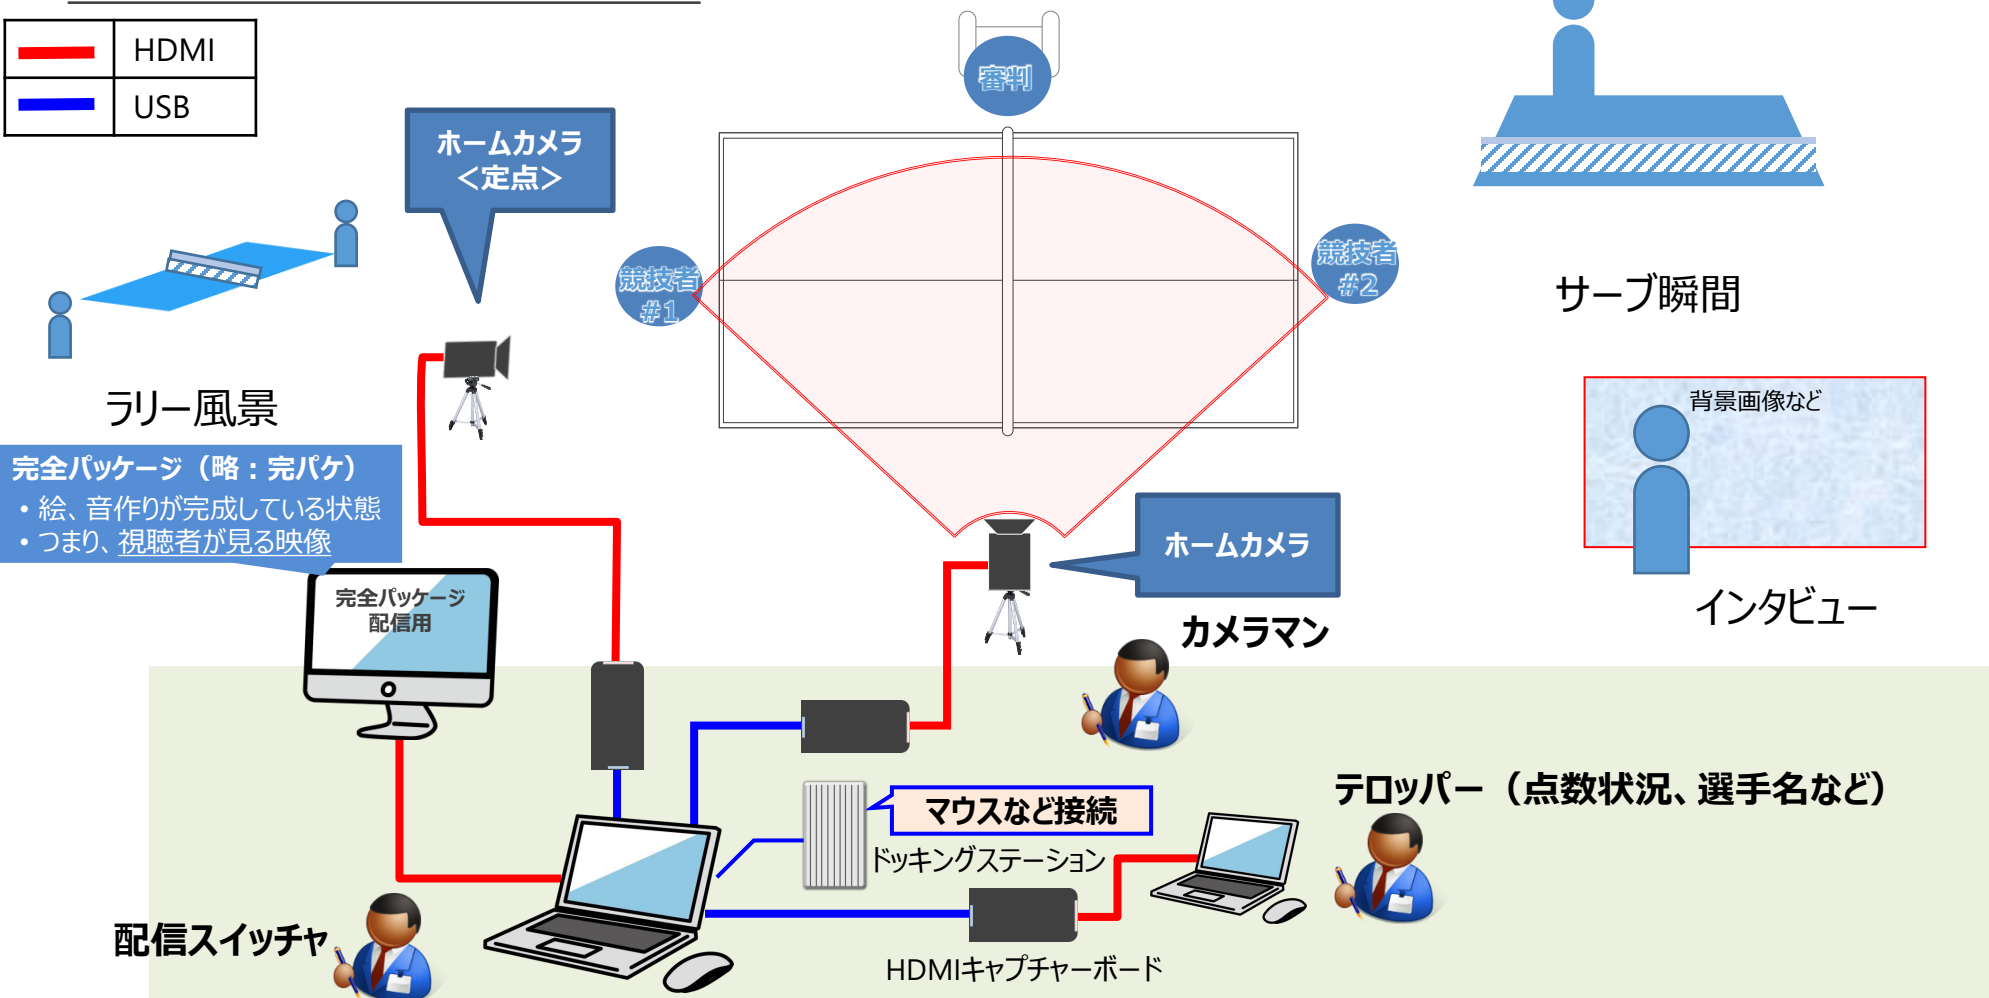 HDMI
USB
審判
ホームカメラ
＜定点＞
競技者
#1
競技者
#2
サーブ瞬間
ラリー風景
背景画像など
完全パッケージ（略：完パケ）
• 絵、音作りが完成している状態
• つまり、視聴者が見る映像
ホームカメラ
完全パッケージ
配信用
インタビュー
カメラマン
テロッパー（点数状況、選手名など）
マウスなど接続
ドッキングステーション
配信スイッチャ
HDMIキャプチャーボード